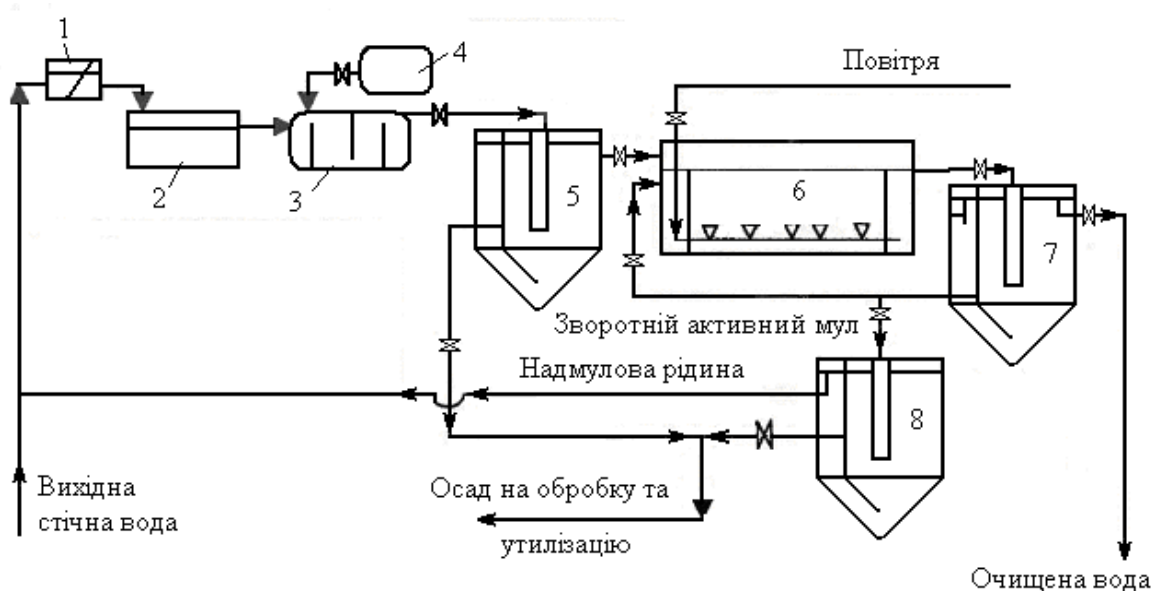 1
4
Повітря
2
3
5
6
7
Зворотній активний мул
Надмулова рідина
8
Вихідна
стічна вода
Осад на обробку та
утилізацію
Очищена вода